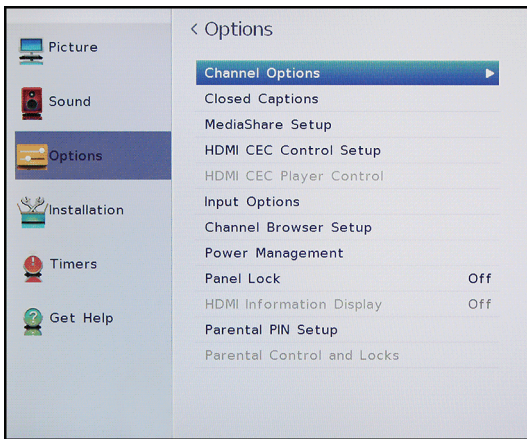 Picture
Sound
Options
Installation
Timers
Get Help
< Options
Channel Options
Closed Captions
MediaShare Setup
HDMI CEC Control Setup
HDMI CEC Player Control
Input Options
Channel Browser Setup
Power Management
Panel Lock Off
HDMI Information Display Off
Parental PIN Setup
Parental Control and Locks